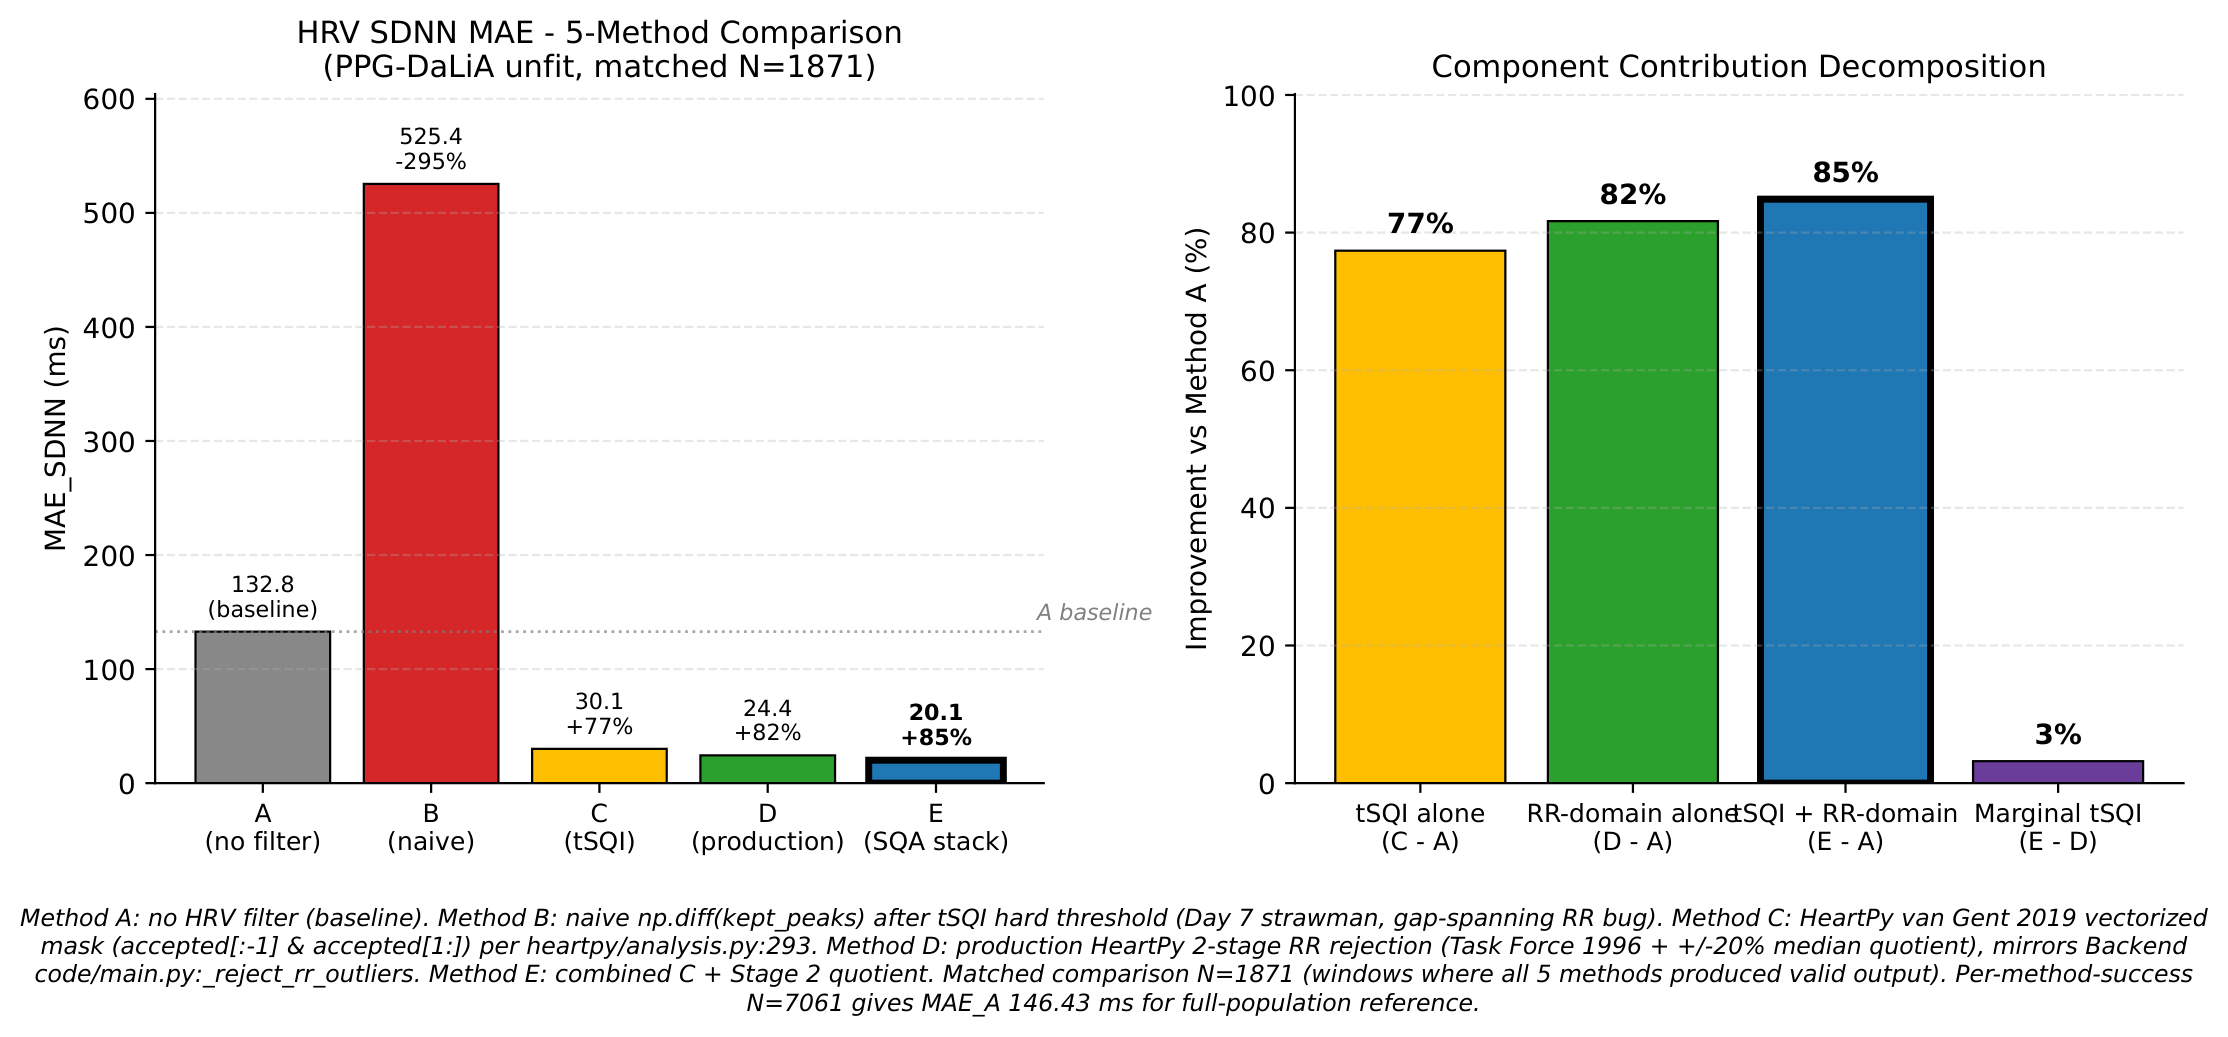 HRV SDNN MAE - 5-Method Comparison
(PPG-DaLiA unfit, matched N=1871)
MAE_SDNN (ms)
600
500
400
300
200
100
0
132.8
(baseline)
525.4
-295%
30.1
+77%
24.4
+82%
20.1
+85%
A baseline
A
(no filter)
B
(naive)
C
(tSQI)
D
(production)
E
(SQA stack)
Component Contribution Decomposition
Improvement vs Method A (%)
100
80
60
40
20
0
77%
82%
85%
3%
tSQI alone
(C - A)
RR-domain alone
(D - A)
tSQI + RR-domain
(E - A)
Marginal tSQI
(E - D)
Method A: no HRV filter (baseline). Method B: naive np.diff(kept_peaks) after tSQI hard threshold (Day 7 strawman, gap-spanning RR bug). Method C: HeartPy van Gent 2019 vectorized
mask (accepted[:-1] & accepted[1:]) per heartpy/analysis.py:293. Method D: production HeartPy 2-stage RR rejection (Task Force 1996 + +/-20% median quotient), mirrors Backend
code/main.py:_reject_rr_outliers. Method E: combined C + Stage 2 quotient. Matched comparison N=1871 (windows where all 5 methods produced valid output). Per-method-success
N=7061 gives MAE_A 146.43 ms for full-population reference.